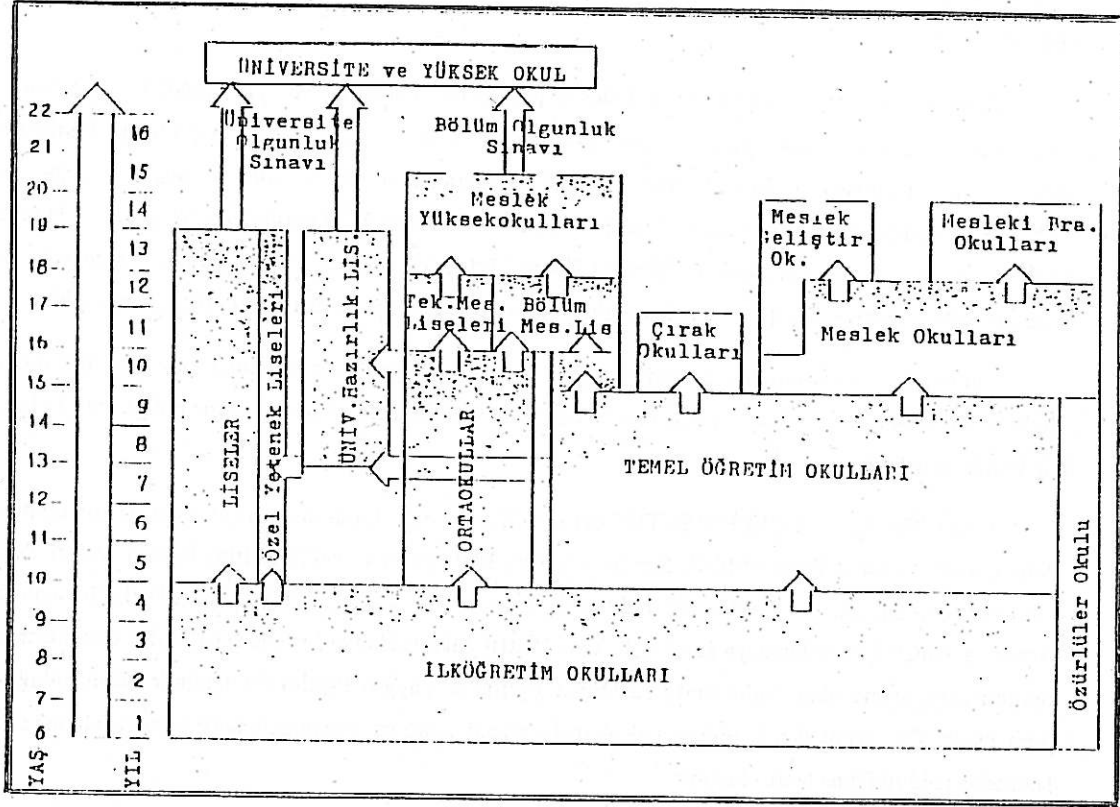 ÜNİVERSİTE ve YÜKSEK OKUL
Üniversite
Olgunluk
Sınavı
Bölüm Olgunluk
Sınavı
Meslek
Yüksekokulları
Meslek
Geliştir.
Ok.
Mesleki Bra.
Okulları
Tek.Mes.
Liseleri
Bölüm
Mes.Lis
Çırak
Okulları
Meslek Okulları
LİSELER
Özel Yetenek Liseleri
ÜNİV.Hazırlık LİS.
ORTAOKULLAR
TEMEL ÖĞRETİM OKULLARI
İLKÖĞRETİM OKULLARI
Özürlüler Okulu
22
21
20
19
18
17
16
15
14
13
12
11
10
9
8
7
6
YAŞ
16
15
14
13
12
11
10
9
8
7
6
5
4
3
2
1
YIL